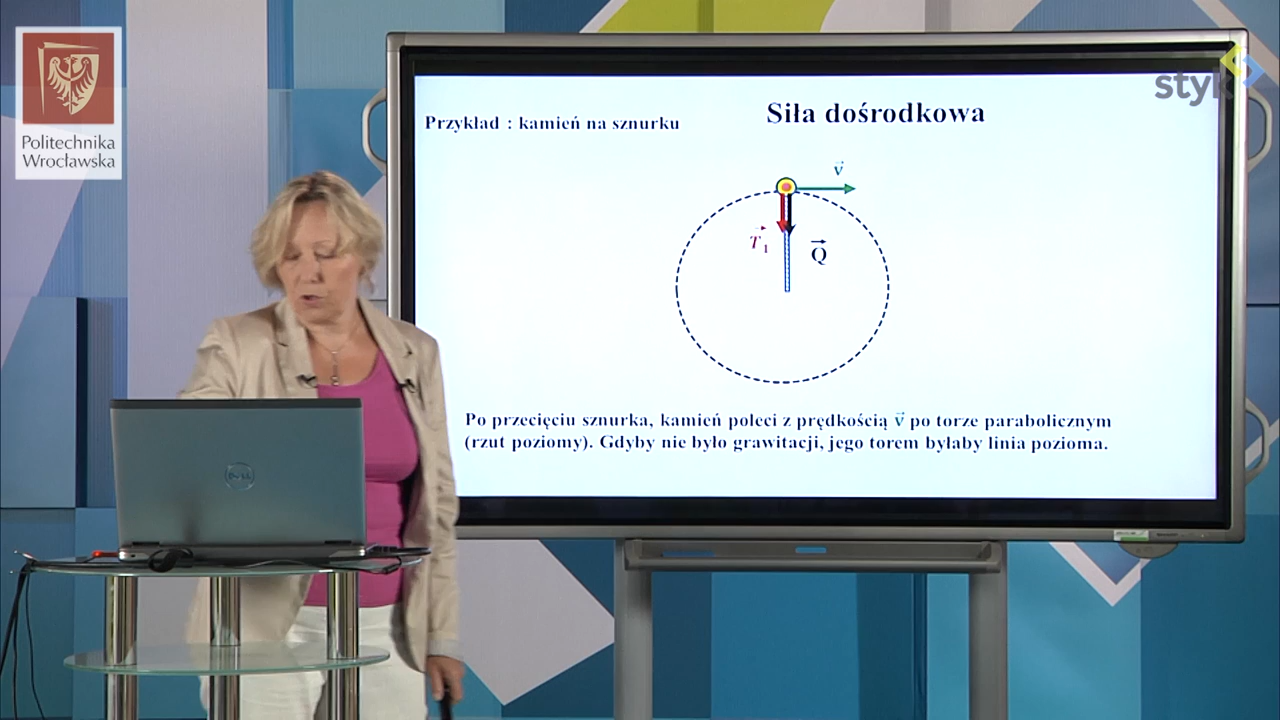 Politechnika
Wrocławska
styk
Siła dośrodkowa
Przykład : kamień na sznurku
v
T1
Q
Po przecięciu sznurka, kamień poleci z prędkością v po torze parabolicznym
(rzut poziomy). Gdyby nie było grawitacji, jego torem byłaby linia pozioma.
DELL